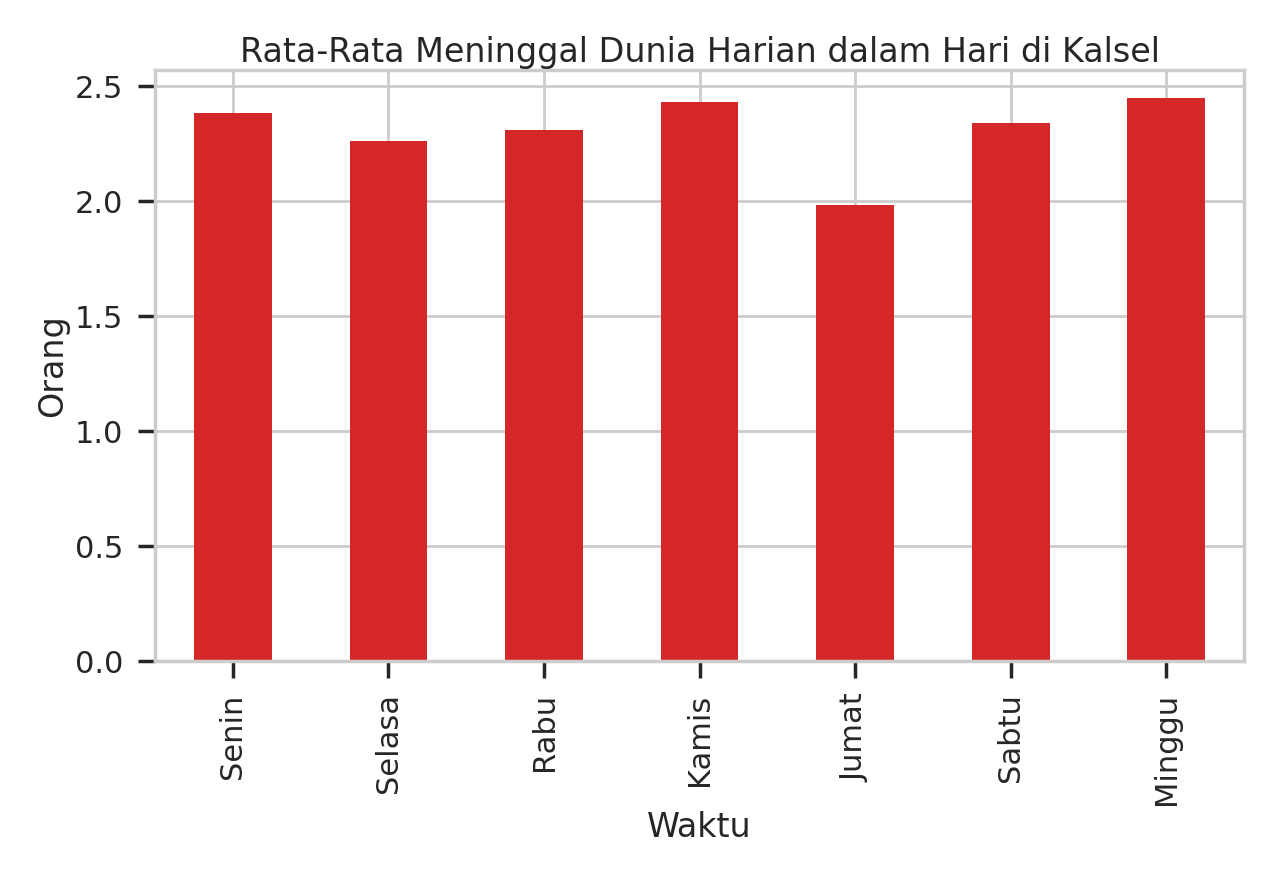 Rata-Rata Meninggal Dunia Harian dalam Hari di Kalsel
2.5
2.0
1.5
1.0
0.5
0.0
Orang
Senin
Selasa
Rabu
Kamis
Jumat
Sabtu
Minggu
Waktu